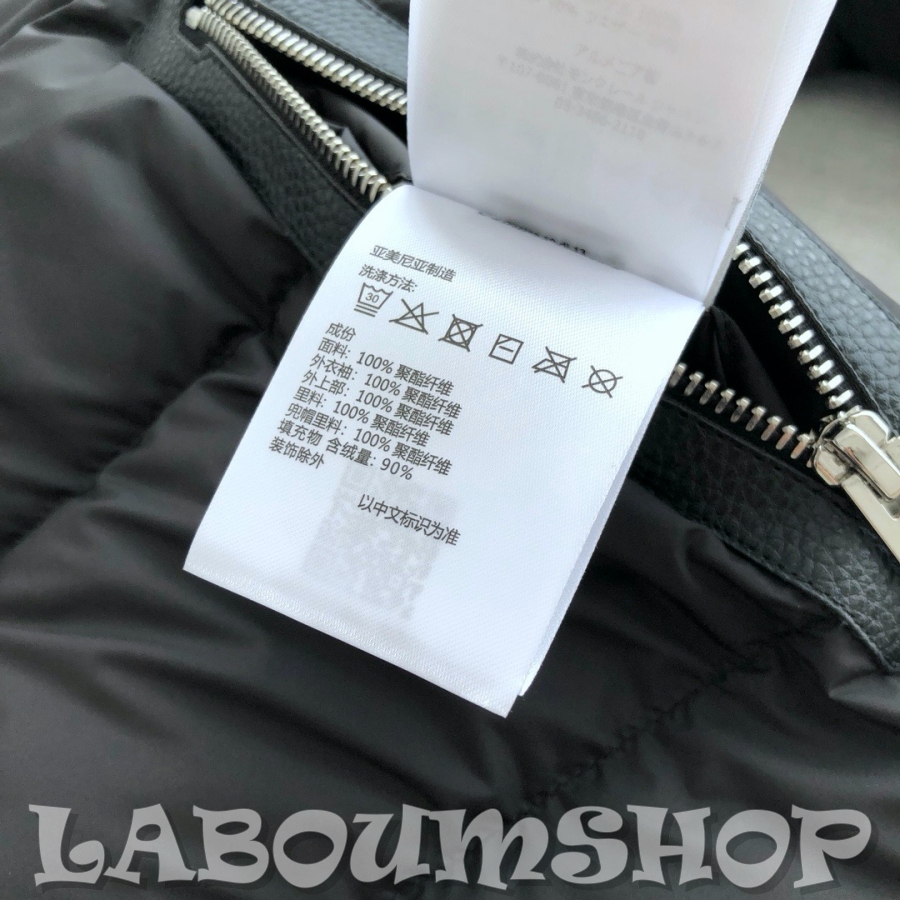 亚美尼亚制造
洗涤方法:
30
成份
面料: 100% 聚酯纤维
外衣袖: 100% 聚酯纤维
外上部: 100% 聚酯纤维
里料: 100% 聚酯纤维
兜帽里料: 100% 聚酯纤维
填充物 含绒量: 90%
装饰除外
以中文标识为准
LABOUMSHOP